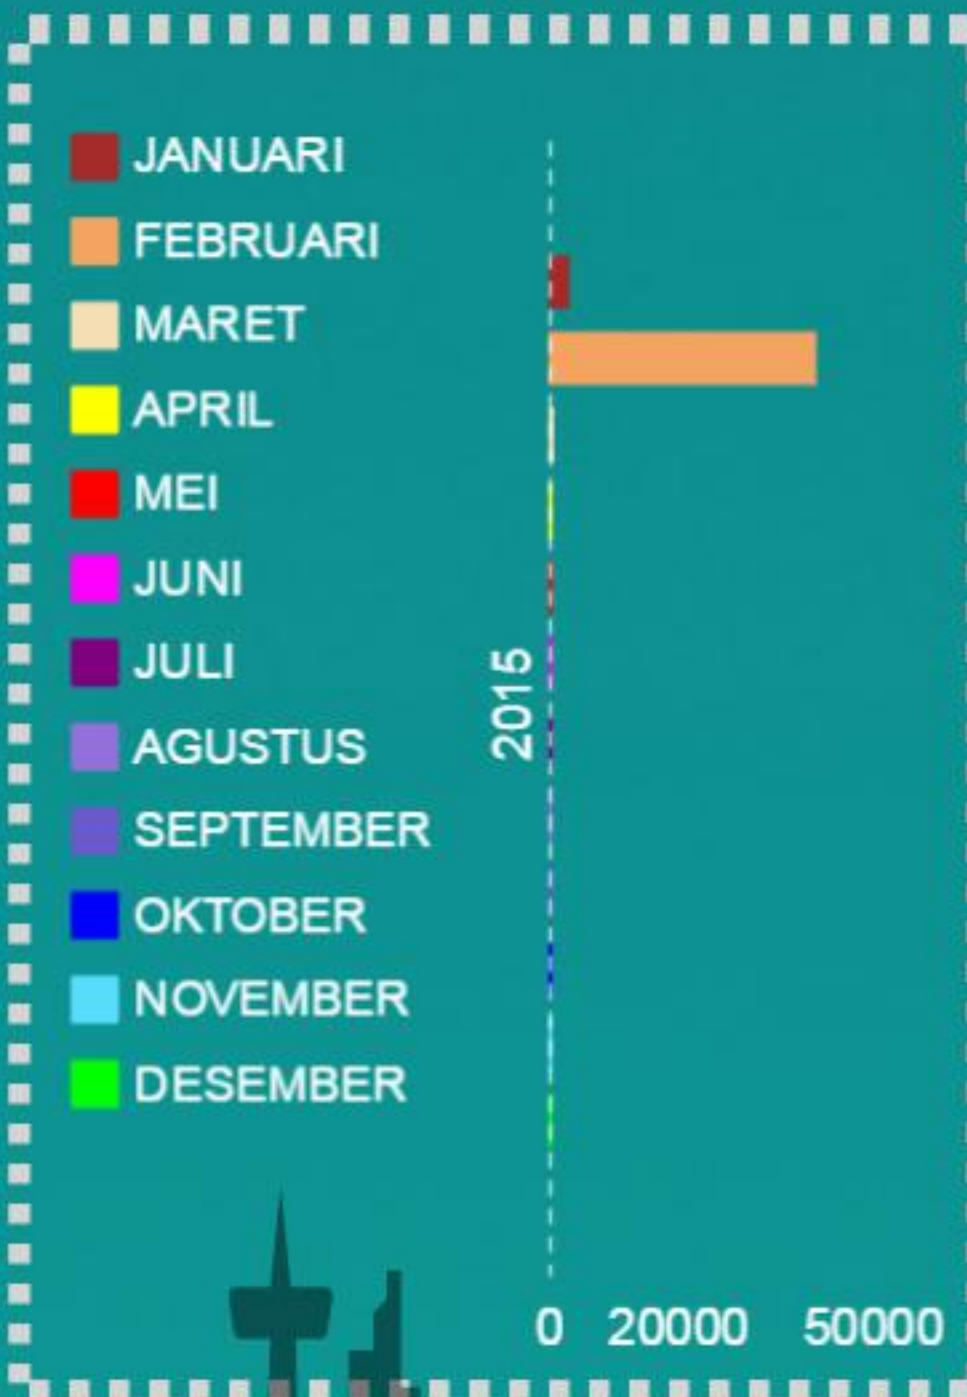 JANUARI
FEBRUARI
MARET
APRIL
MEI
JUNI
JULI
AGUSTUS
SEPTEMBER
OKTOBER
NOVEMBER
DESEMBER
2015
0 20000 50000